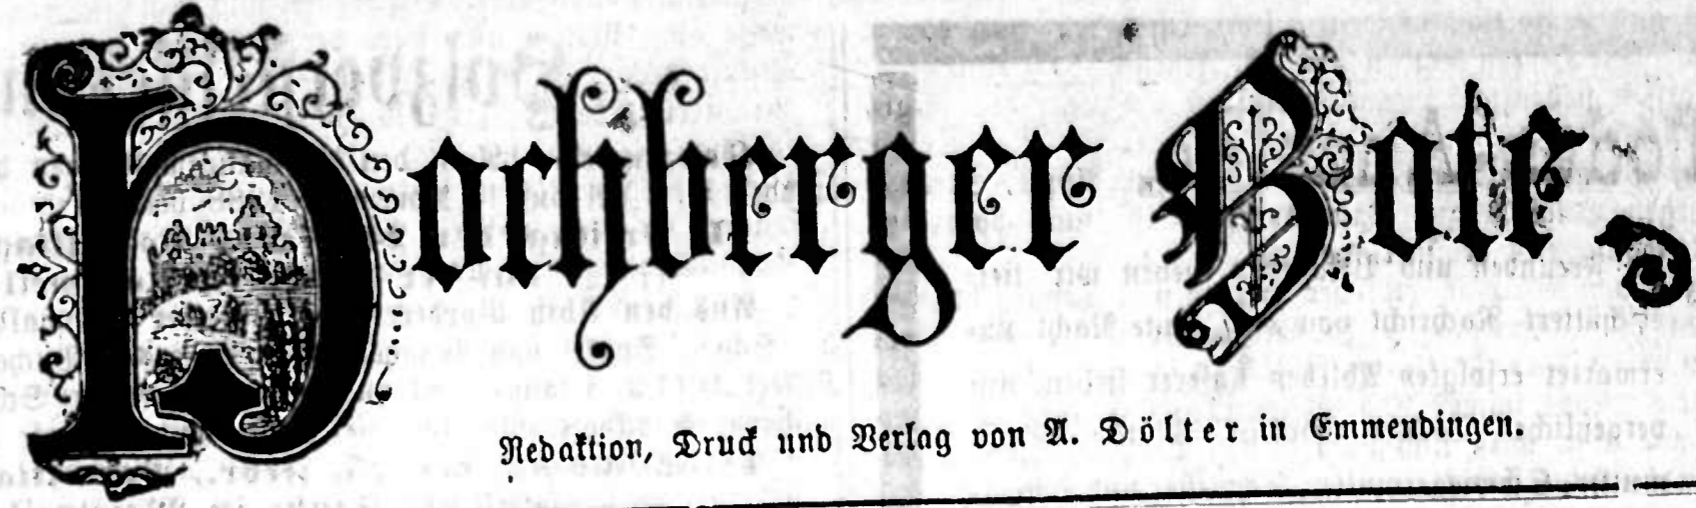 Hochberger Bote,
Redaktion, Druck und Verlag von A. Dölter in Emmendingen.